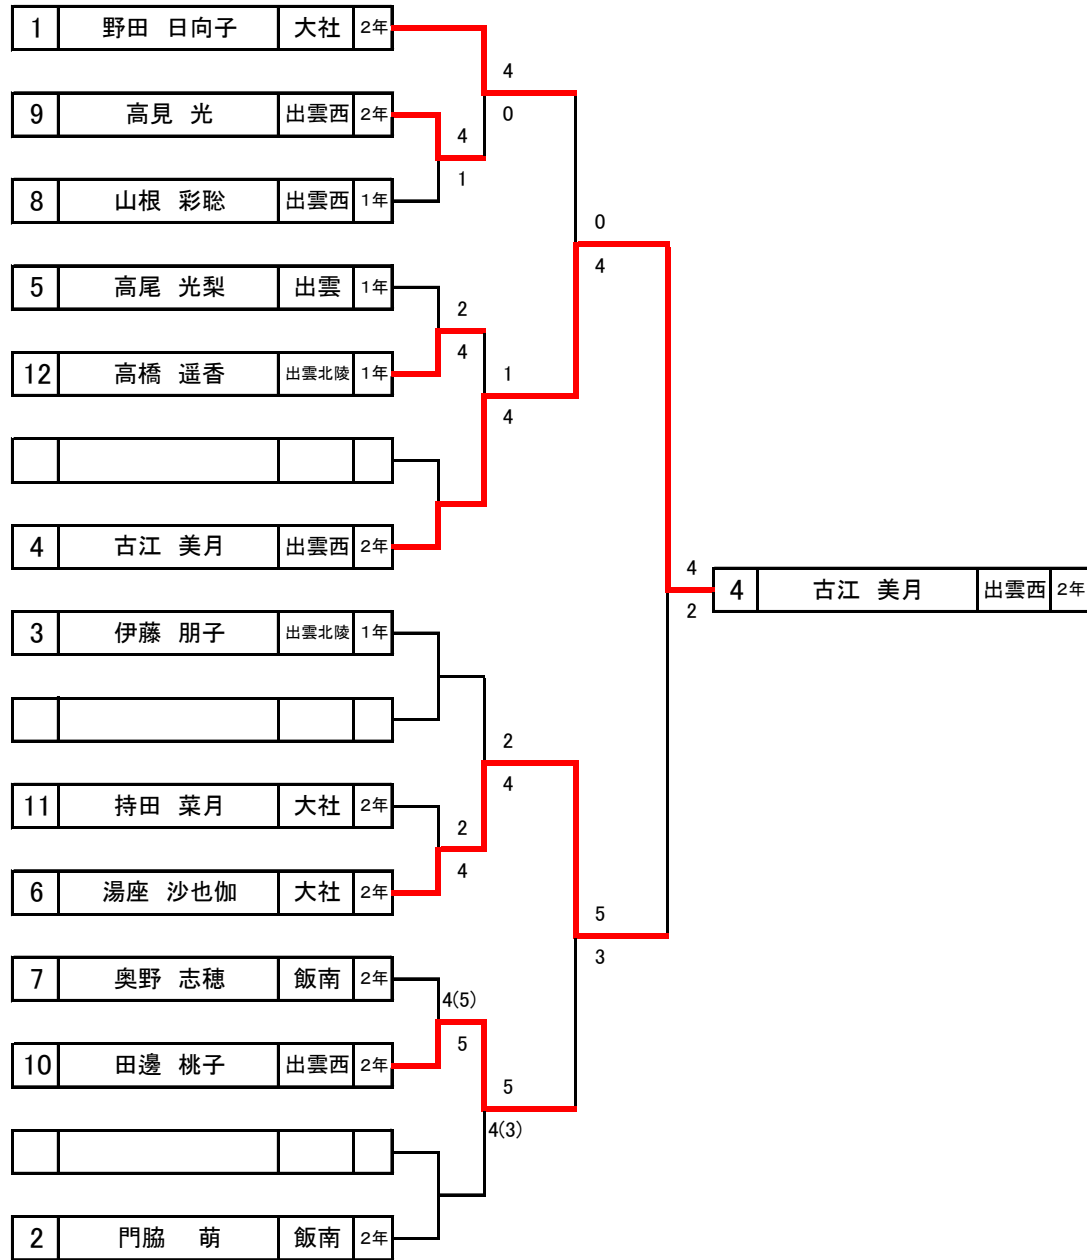 1 野田 日向子 大社 2年
4
9 高見 光 出雲西 2年
0
4
1
8 山根 彩聡 出雲西 1年
0
4
5 高尾 光梨 出雲 1年
2
4
12 高橋 遥香 出雲北陵 1年
1
4
4 古江 美月 出雲西 2年
4
4 古江 美月 出雲西 2年
2
3 伊藤 朋子 出雲北陵 1年
2
4
11 持田 菜月 大社 2年
2
4
6 湯座 沙也伽 大社 2年
5
3
7 奥野 志穂 飯南 2年
4(5)
5
10 田邊 桃子 出雲西 2年
5
4(3)
2 門脇 萌 飯南 2年